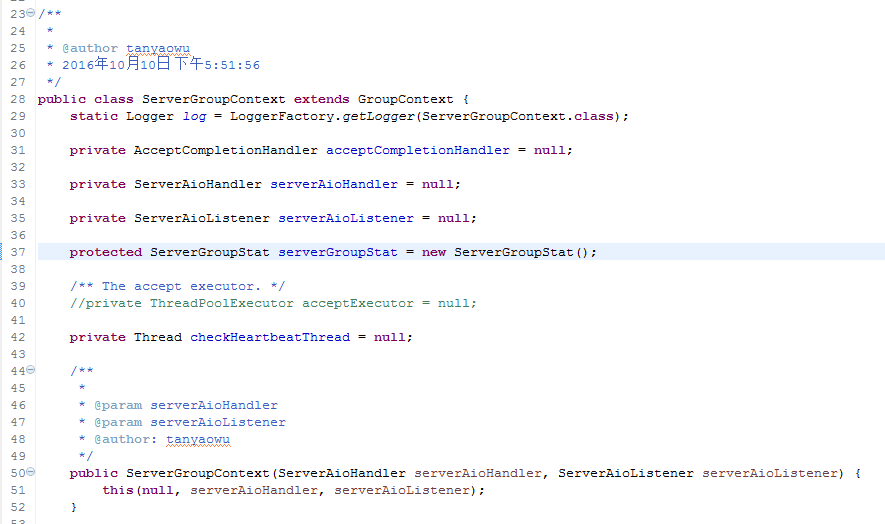 23 /**
24  *
25  * @author tanyaowu
26  * 2016年10月10日 下午5:51:56
27  */
28 public class ServerGroupContext extends GroupContext {
29     static Logger log = LoggerFactory.getLogger(ServerGroupContext.class);
30
31     private AcceptCompletionHandler acceptCompletionHandler = null;
32
33     private ServerAioHandler serverAioHandler = null;
34
35     private ServerAioListener serverAioListener = null;
36
37     protected ServerGroupStat serverGroupStat = new ServerGroupStat();
38
39     /** The accept executor. */
40     //private ThreadPoolExecutor acceptExecutor = null;
41
42     private Thread checkHeartbeatThread = null;
43
44     /**
45      *
46      * @param serverAioHandler
47      * @param serverAioListener
48      * @author: tanyaowu
49      */
50     public ServerGroupContext(ServerAioHandler serverAioHandler, ServerAioListener serverAioListener) {
51         this(null, serverAioHandler, serverAioListener);
52     }